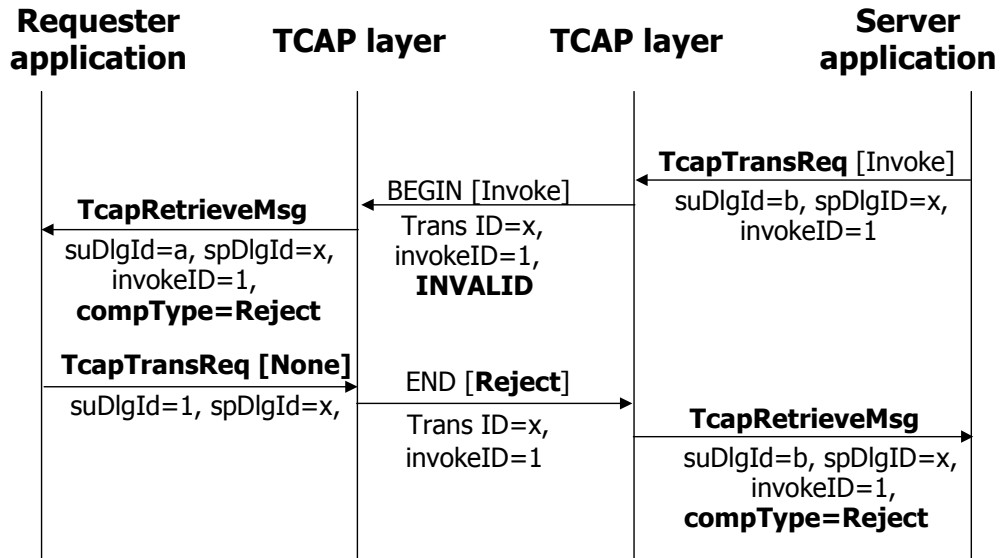 Requester
application
TCAP layer
TCAP layer
Server
application
TcapTransReq [Invoke]
suDlgId=b, spDlgID=x,
invokeID=1
BEGIN [Invoke]
Trans ID=x,
invokeID=1,
INVALID
TcapRetrieveMsg
suDlgId=a, spDlgId=x,
invokeID=1,
compType=Reject
TcapTransReq [None]
suDlgId=1, spDlgId=x,
END [Reject]
Trans ID=x,
invokeID=1
TcapRetrieveMsg
suDlgId=b, spDlgID=x,
invokeID=1,
compType=Reject